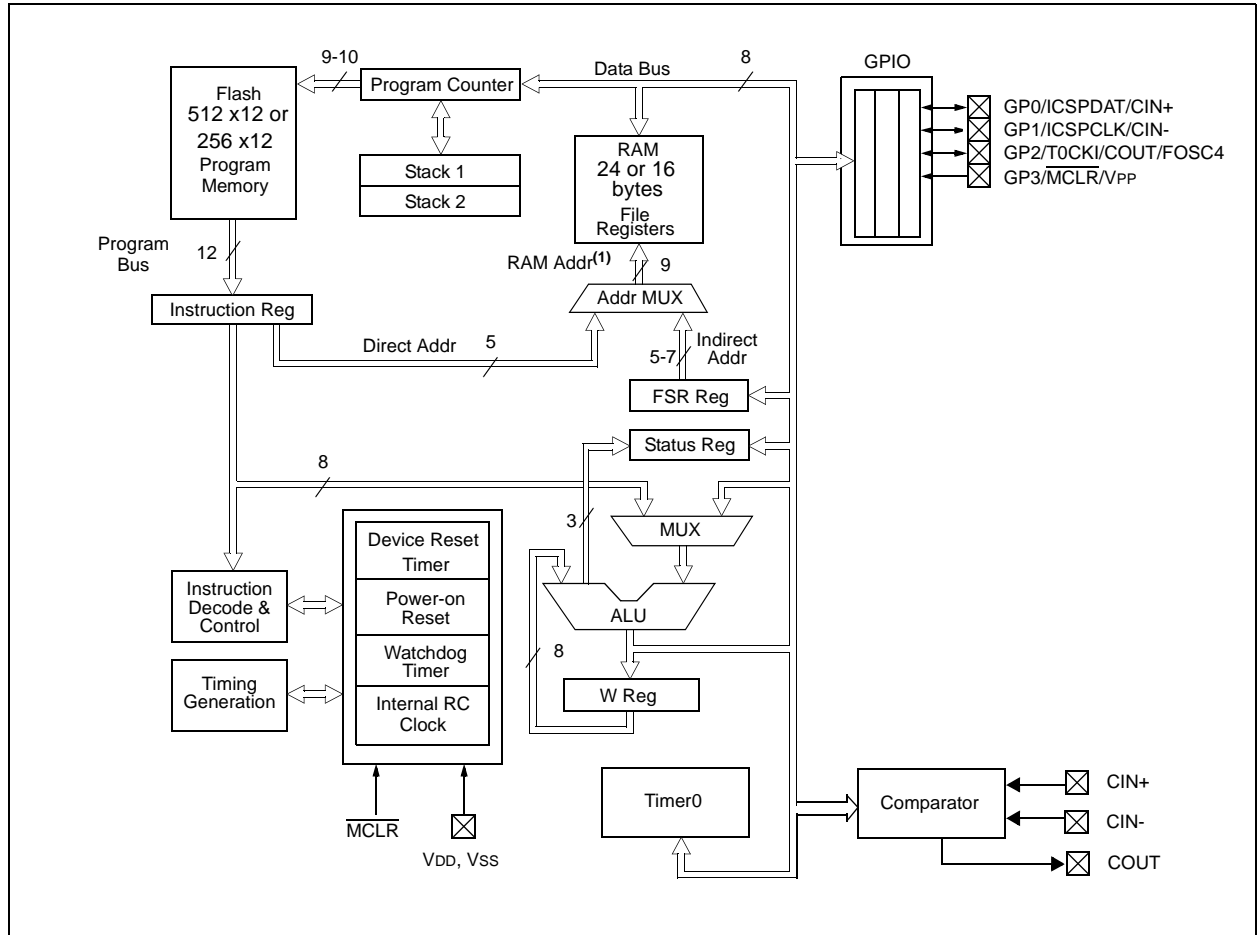 9-10
Flash
512 x12 or
256 x12
Program
Memory
Program Counter
Stack 1
Stack 2
Data Bus
8
RAM
24 or 16
bytes
File
Registers
GPIO
GP0/ICSPDAT/CIN+
GP1/ICSPCLK/CIN-
GP2/T0CKI/COUT/FOSC4
GP3/MCLR/VPP
Program
Bus
12
RAM Addr(1)
9
Instruction Reg
Addr MUX
Direct Addr
5
5-7
Indirect
Addr
FSR Reg
Status Reg
8
3
MUX
Device Reset
Timer
Power-on
Reset
Watchdog
Timer
Internal RC
Clock
Instruction
Decode &
Control
Timing
Generation
ALU
8
W Reg
MCLR
VDD, VSS
Timer0
Comparator
CIN+
CIN-
COUT